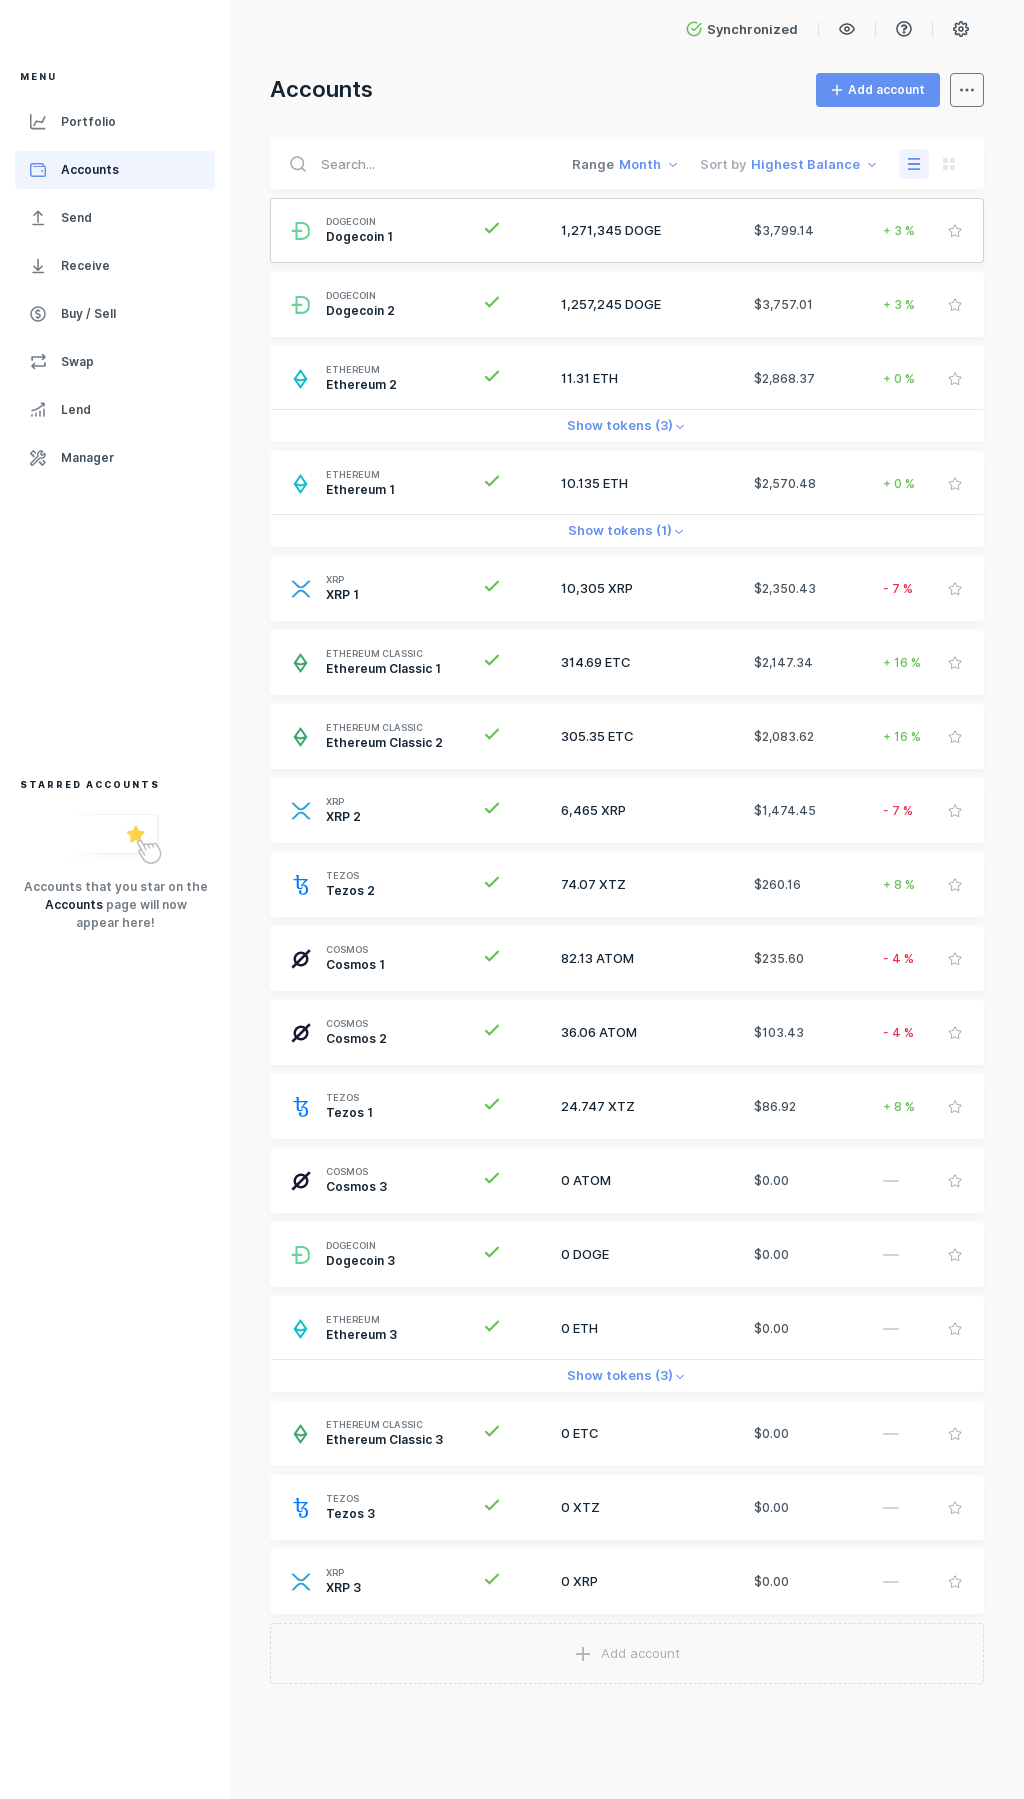 Synchronized
MENU
Portfolio
Accounts
Send
Receive
Buy / Sell
Swap
Lend
Manager
STARRED ACCOUNTS
Accounts that you star on the
Accounts page will now
appear here!
Accounts
Add account
Search...
Range Month
Sort by Highest Balance
DOGECOIN
Dogecoin 1 1,271,345 DOGE $3,799.14 + 3 %
DOGECOIN
Dogecoin 2 1,257,245 DOGE $3,757.01 + 3 %
ETHEREUM
Ethereum 2 11.31 ETH $2,868.37 + 0 %
Show tokens (3)
ETHEREUM
Ethereum 1 10.135 ETH $2,570.48 + 0 %
Show tokens (1)
XRP
XRP 1 10,305 XRP $2,350.43 - 7 %
ETHEREUM CLASSIC
Ethereum Classic 1 314.69 ETC $2,147.34 + 16 %
ETHEREUM CLASSIC
Ethereum Classic 2 305.35 ETC $2,083.62 + 16 %
XRP
XRP 2 6,465 XRP $1,474.45 - 7 %
TEZOS
Tezos 2 74.07 XTZ $260.16 + 8 %
COSMOS
Cosmos 1 82.13 ATOM $235.60 - 4 %
COSMOS
Cosmos 2 36.06 ATOM $103.43 - 4 %
TEZOS
Tezos 1 24.747 XTZ $86.92 + 8 %
COSMOS
Cosmos 3 0 ATOM $0.00 —
DOGECOIN
Dogecoin 3 0 DOGE $0.00 —
ETHEREUM
Ethereum 3 0 ETH $0.00 —
Show tokens (3)
ETHEREUM CLASSIC
Ethereum Classic 3 0 ETC $0.00 —
TEZOS
Tezos 3 0 XTZ $0.00 —
XRP
XRP 3 0 XRP $0.00 —
Add account